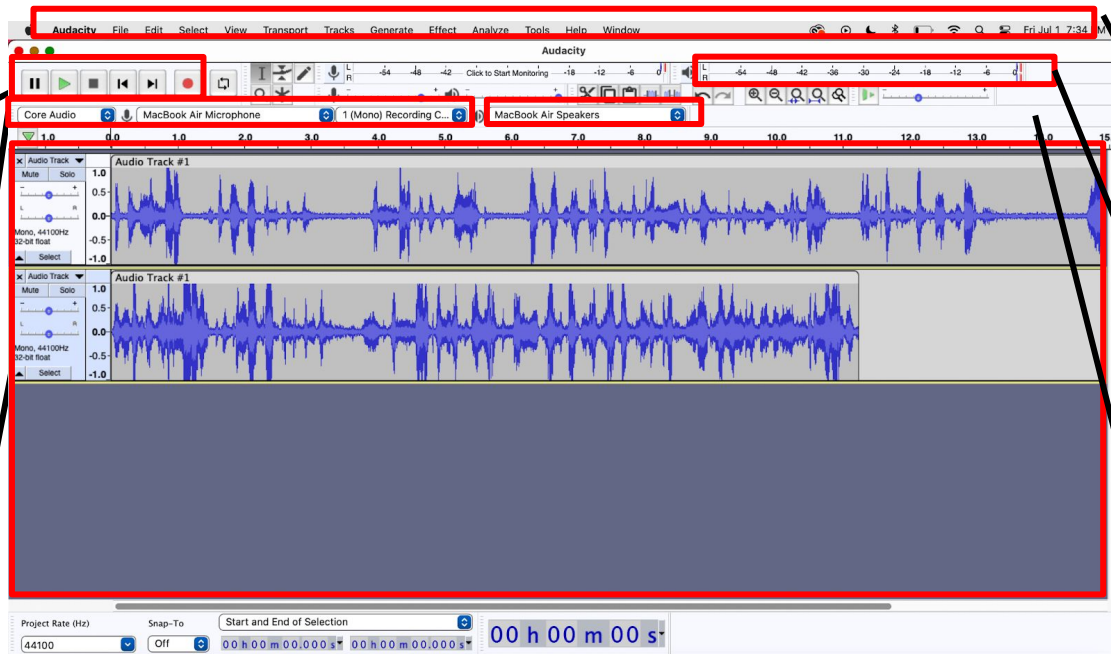 Audacity File Edit Select View Transport Tracks Generate Effect Analyze Tools Help Window Fri Jul 1 7:34 M
Audacity
L -54 -48 -42 Click to Start Monitoring -18 -12 -6 0 L -54 -48 -42 -36 -30 -24 -18 -12 -6 0
R R
Core Audio MacBook Air Microphone 1 (Mono) Recording C... MacBook Air Speakers
1.0 0.0 1.0 2.0 3.0 4.0 5.0 6.0 7.0 8.0 9.0 10.0 11.0 12.0 13.0 14.0 15
× Audio Track Audio Track #1
Mute Solo 1.0
- + 0.5
L R 0.0
Mono, 44100Hz
32-bit float -0.5
Select -1.0
× Audio Track Audio Track #1
Mute Solo 1.0
- + 0.5
L R 0.0
Mono, 44100Hz
32-bit float -0.5
Select -1.0
Project Rate (Hz) Snap-To Start and End of Selection
44100 Off 00 h 00 m 00.000 s 00 h 00 m 00.000 s 00 h 00 m 00 s